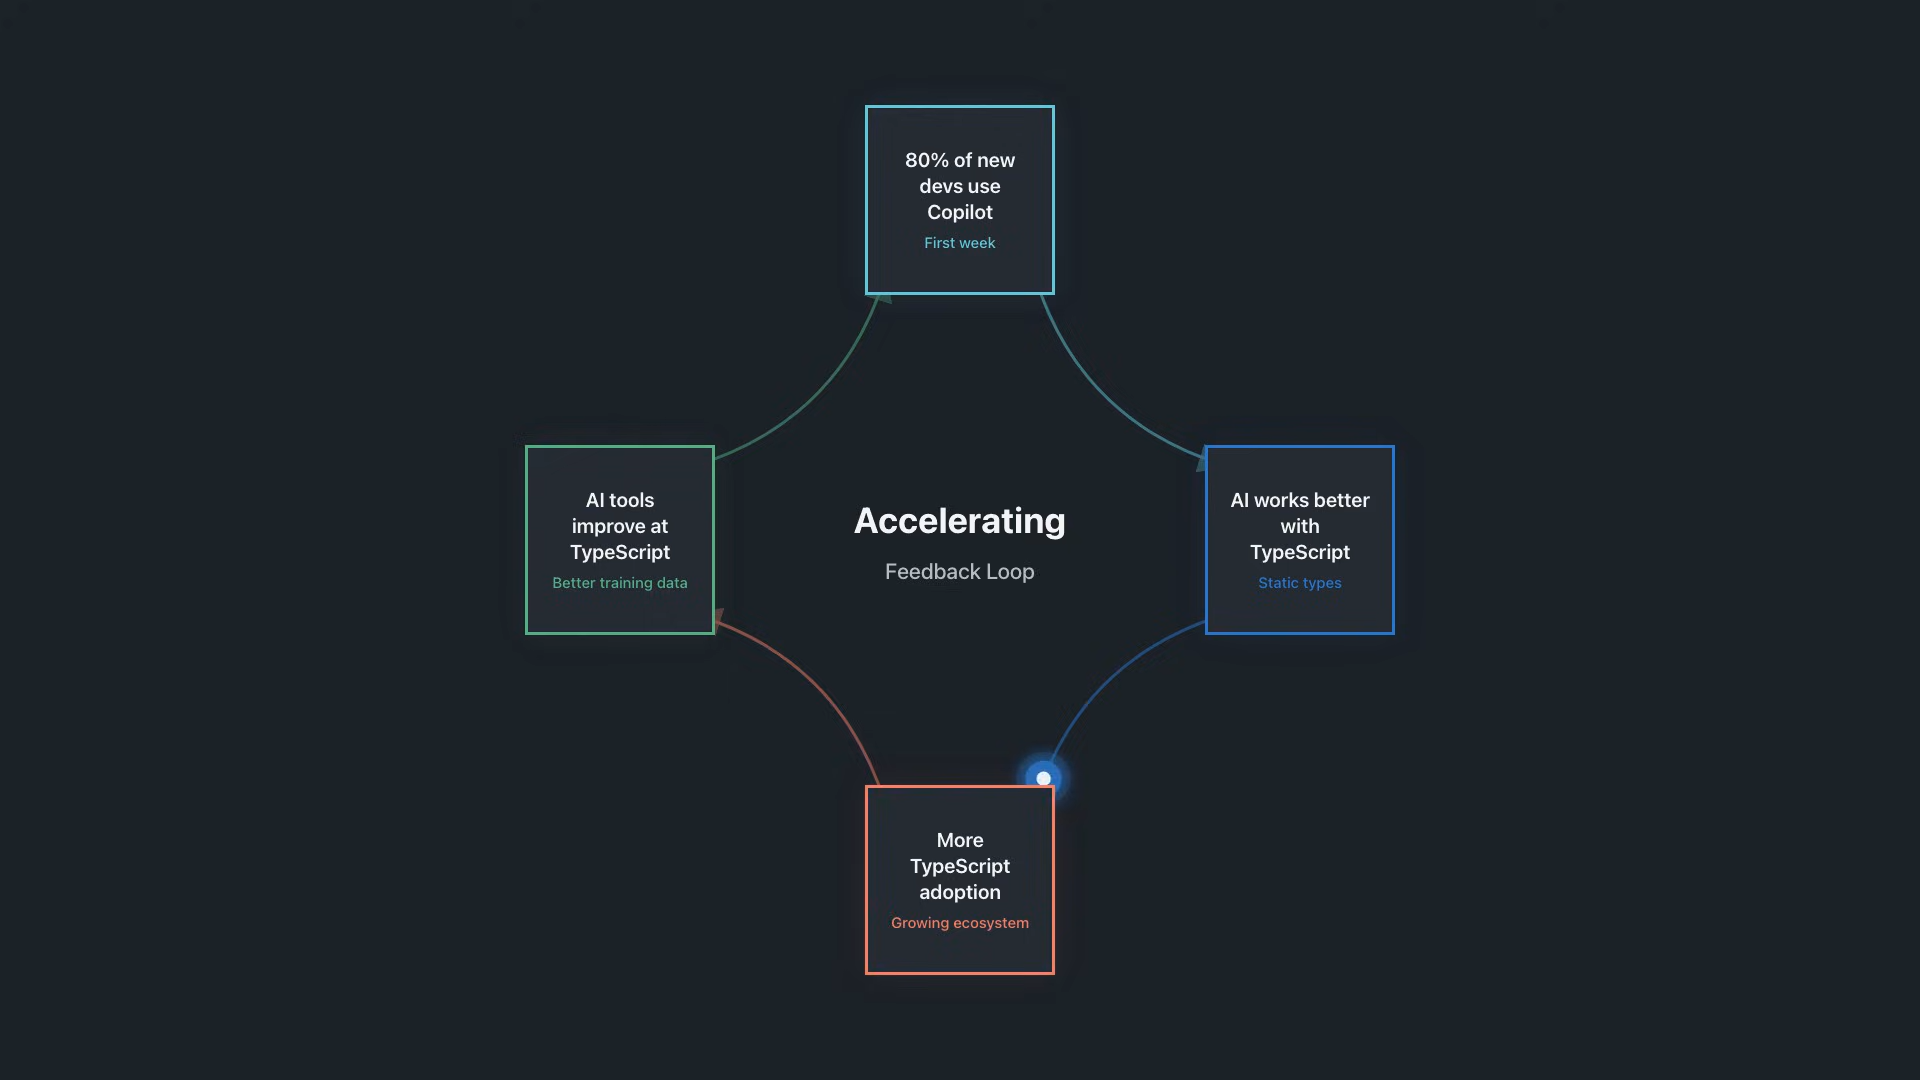 80% of new
devs use
Copilot
First week
AI tools
improve at
TypeScript
Better training data
Accelerating
Feedback Loop
AI works better
with
TypeScript
Static types
More
TypeScript
adoption
Growing ecosystem